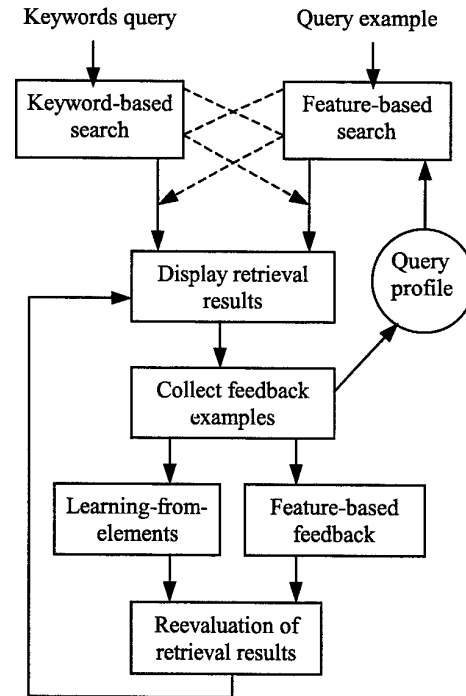 Keywords query
Query example
Keyword-based
search
Feature-based
search
Display retrieval
results
Query
profile
Collect feedback
examples
Learning-from-
elements
Feature-based
feedback
Reevaluation of
retrieval results